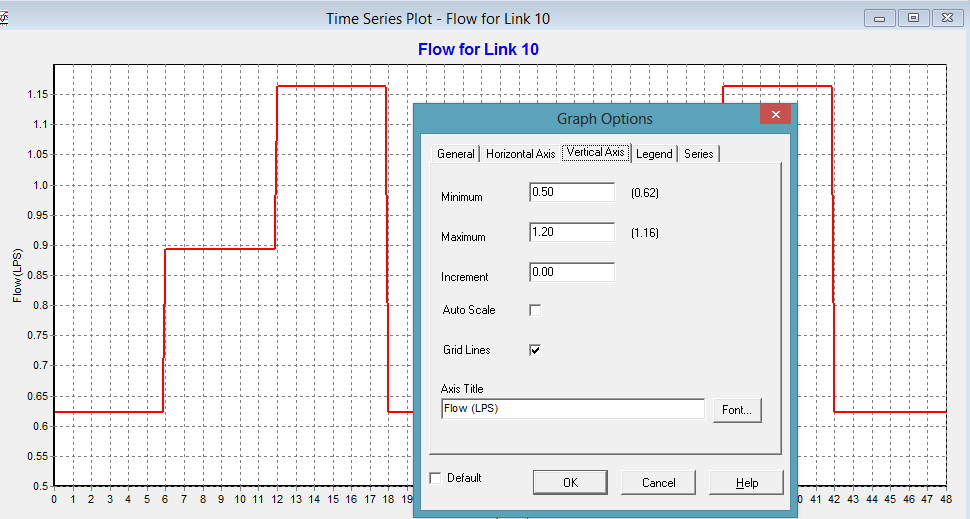 Time Series Plot - Flow for Link 10
Flow for Link 10
1.15
1.1
1.05
1.0
0.95
0.9
0.85
0.8
0.75
0.7
0.65
0.6
0.55
0.5
Flow (LPS)
0 1 2 3 4 5 6 7 8 9 10 11 12 13 14 15 16 17 18 19
0 41 42 43 44 45 46 47 48
Graph Options
General Horizontal Axis Vertical Axis Legend Series
Minimum 0.50 (0.62)
Maximum 1.20 (1.16)
Increment 0.00
Auto Scale
Grid Lines
Axis Title
Flow (LPS) Font...
Default OK Cancel Help